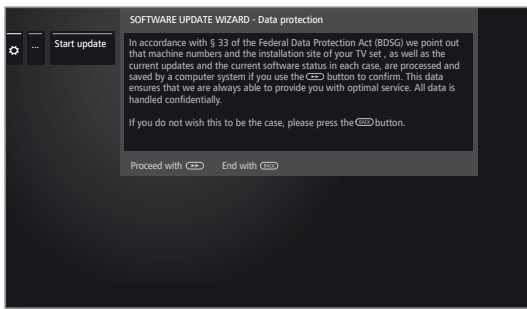 SOFTWARE UPDATE WIZARD - Data protection
... Start update
In accordance with § 33 of the Federal Data Protection Act (BDSG) we point out
that machine numbers and the installation site of your TV set , as well as the
current updates and the current software status in each case, are processed and
saved by a computer system if you use the ▶▶ button to confirm. This data
ensures that we are always able to provide you with optimal service. All data is
handled confidentially.
If you do not wish this to be the case, please press the BACK button.
Proceed with ▶▶ End with BACK